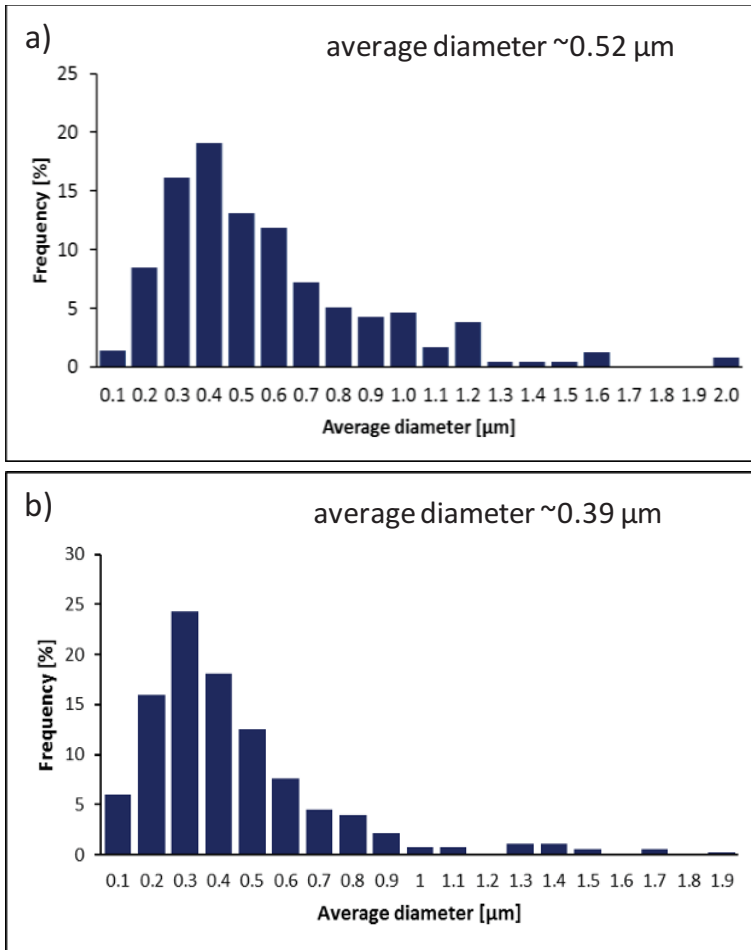 a)
average diameter ~0.52 µm
25
20
15
10
5
0
Frequency [%]
0.1 0.2 0.3 0.4 0.5 0.6 0.7 0.8 0.9 1.0 1.1 1.2 1.3 1.4 1.5 1.6 1.7 1.8 1.9 2.0
Average diameter [µm]
b)
average diameter ~0.39 µm
30
25
20
15
10
5
0
Frequency [%]
0.1 0.2 0.3 0.4 0.5 0.6 0.7 0.8 0.9 1 1.1 1.2 1.3 1.4 1.5 1.6 1.7 1.8 1.9
Average diameter [µm]